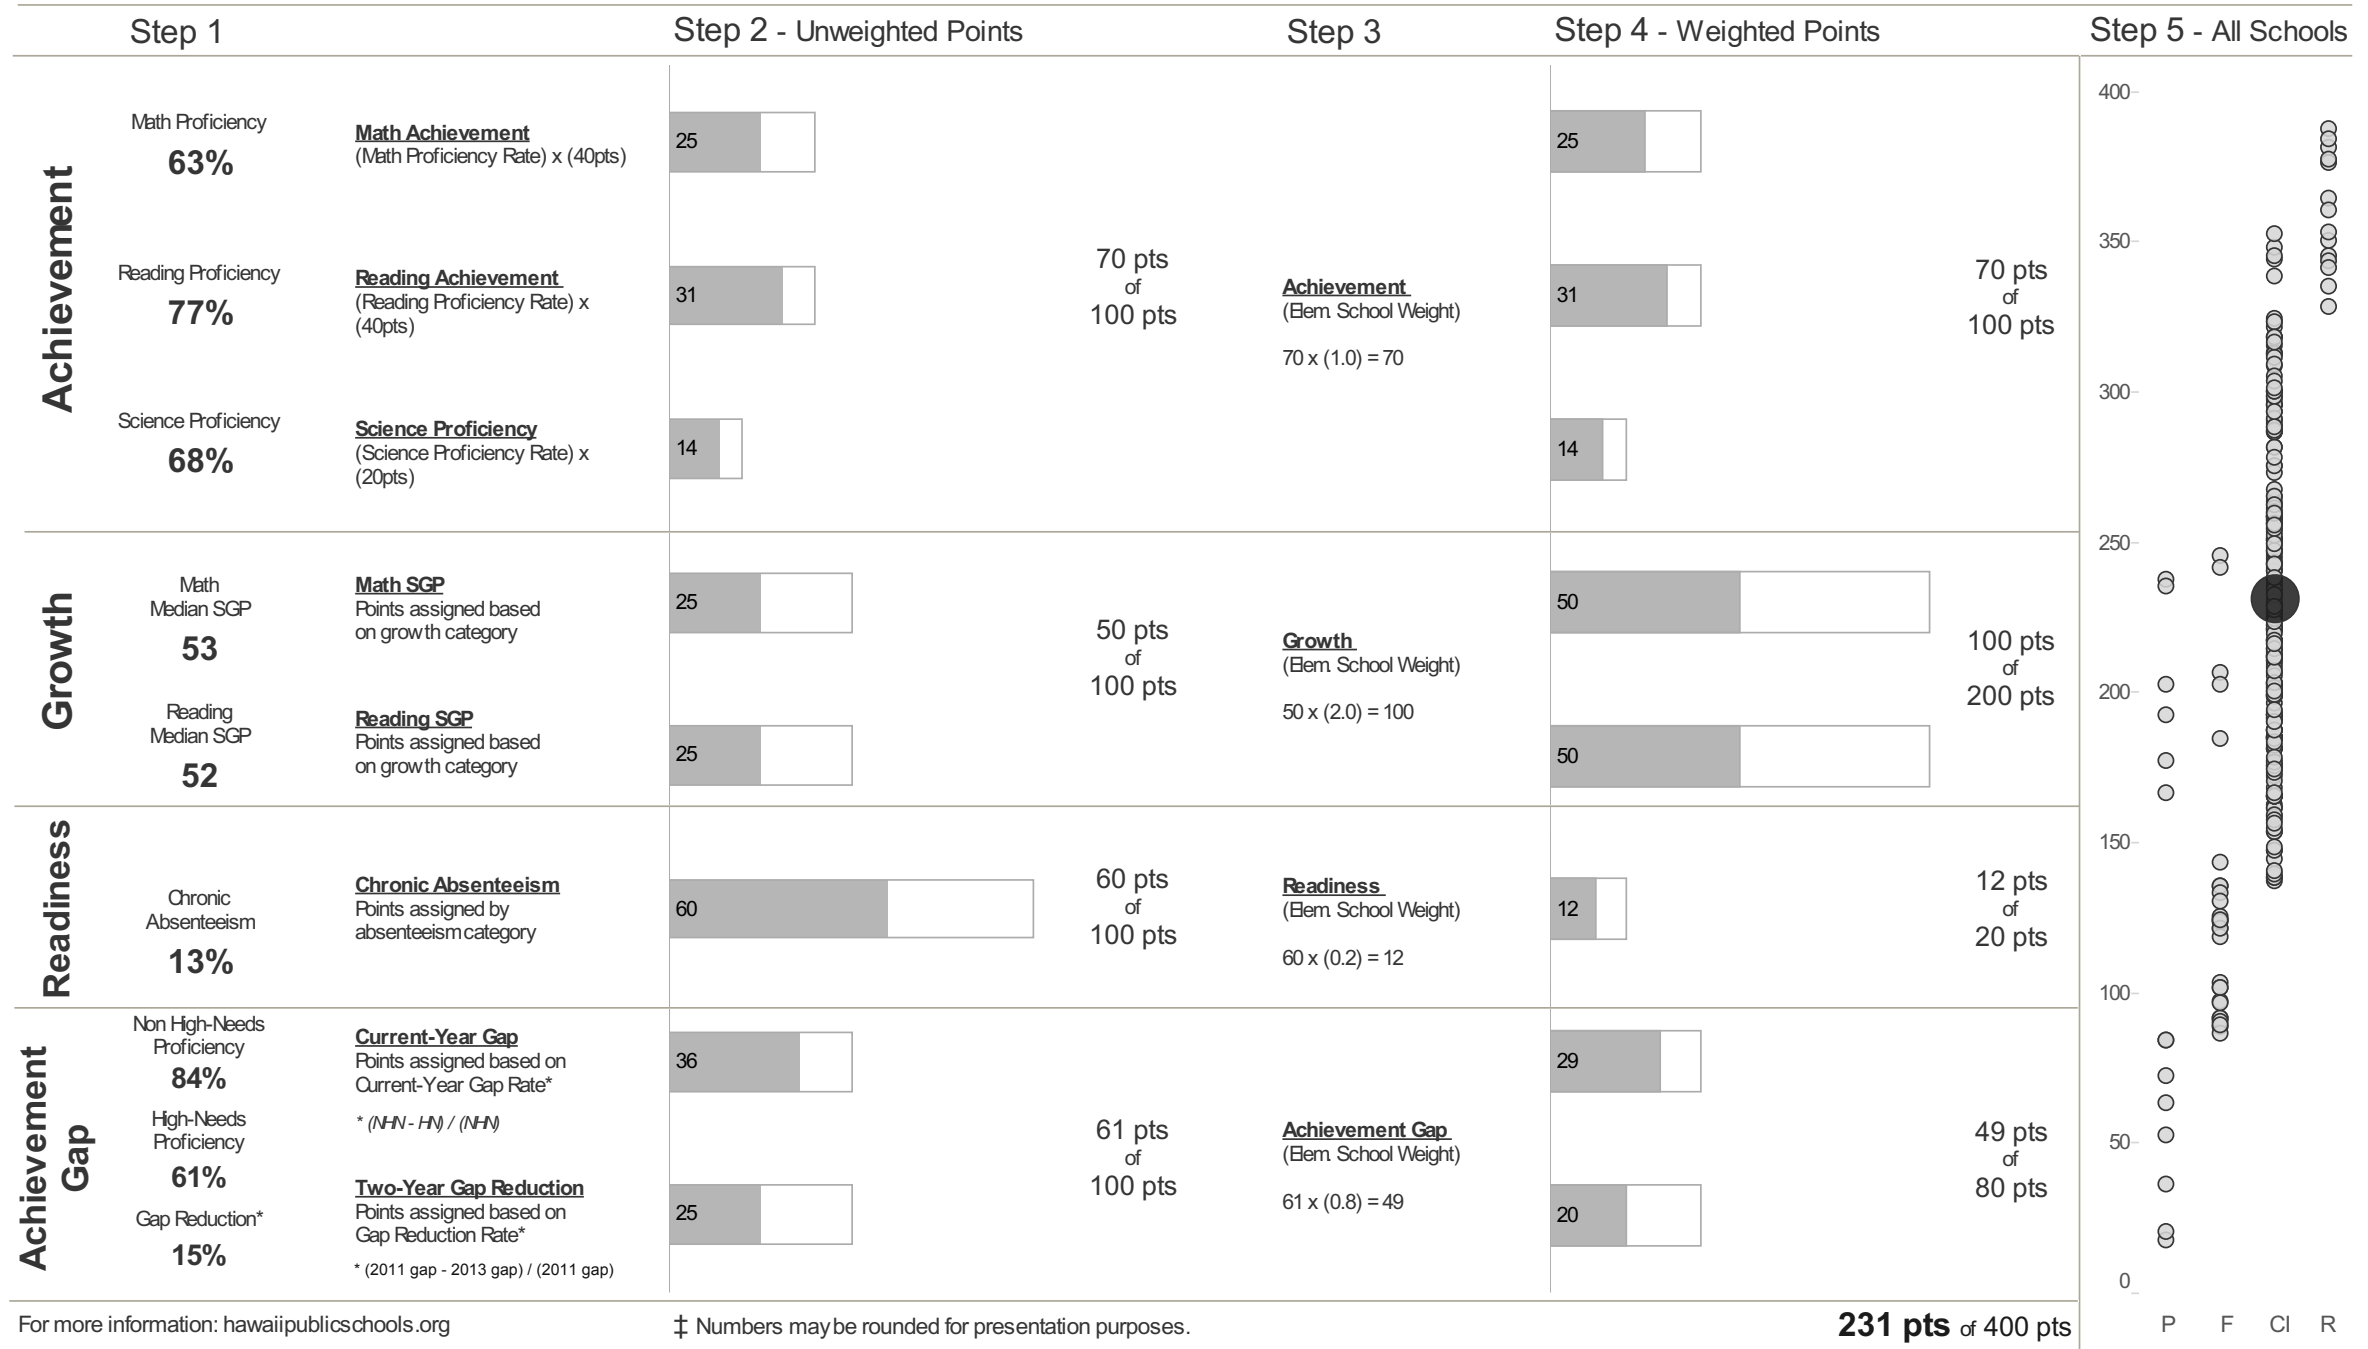 Step 1
Step 2 - Unweighted Points
Step 3
Step 4 - Weighted Points
Step 5 - All Schools
Achievement
Math Proficiency
63%
Math Achievement
(Math Proficiency Rate) x (40pts)
25
25
Reading Proficiency
77%
Reading Achievement
(Reading Proficiency Rate) x
(40pts)
31
70 pts
of
100 pts
Achievement
(Elem. School Weight)
70 x (1.0) = 70
31
70 pts
of
100 pts
Science Proficiency
68%
Science Proficiency
(Science Proficiency Rate) x
(20pts)
14
14
Growth
Math
Median SGP
53
Math SGP
Points assigned based
on growth category
25
50 pts
of
100 pts
Growth
(Elem. School Weight)
50 x (2.0) = 100
50
100 pts
of
200 pts
Reading
Median SGP
52
Reading SGP
Points assigned based
on growth category
25
50
Readiness
Chronic
Absenteeism
13%
Chronic Absenteeism
Points assigned by
absenteeism category
60
60 pts
of
100 pts
Readiness
(Elem. School Weight)
60 x (0.2) = 12
12
12 pts
of
20 pts
Achievement
Gap
Non High-Needs
Proficiency
84%
High-Needs
Proficiency
61%
Gap Reduction*
15%
Current-Year Gap
Points assigned based on
Current-Year Gap Rate*
* (NHN - HN) / (NHN)
Two-Year Gap Reduction
Points assigned based on
Gap Reduction Rate*
* (2011 gap - 2013 gap) / (2011 gap)
36
25
61 pts
of
100 pts
Achievement Gap
(Elem. School Weight)
61 x (0.8) = 49
29
20
49 pts
of
80 pts
400
350
300
250
200
150
100
50
0
P F CI R
For more information: hawaiipublicschools.org
‡ Numbers may be rounded for presentation purposes.
231 pts of 400 pts